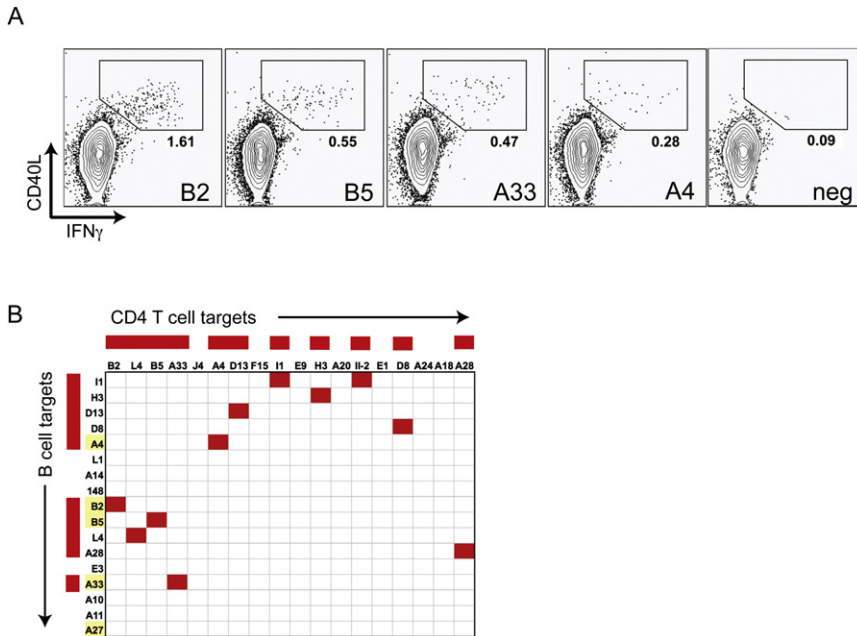 A
1.61 0.55 0.47 0.28 0.09
B2 B5 A33 A4 neg
CD40L
IFNγ
B
CD4 T cell targets
B2 L4 B5 A33 J4 A4 D13 F15 I1 E9 H3 A20 II-2 E1 D8 A24 A18 A28
B cell targets
I1
H3
D13
D8
A4
L1
A14
148
B2
B5
L4
A28
E3
A33
A10
A11
A27